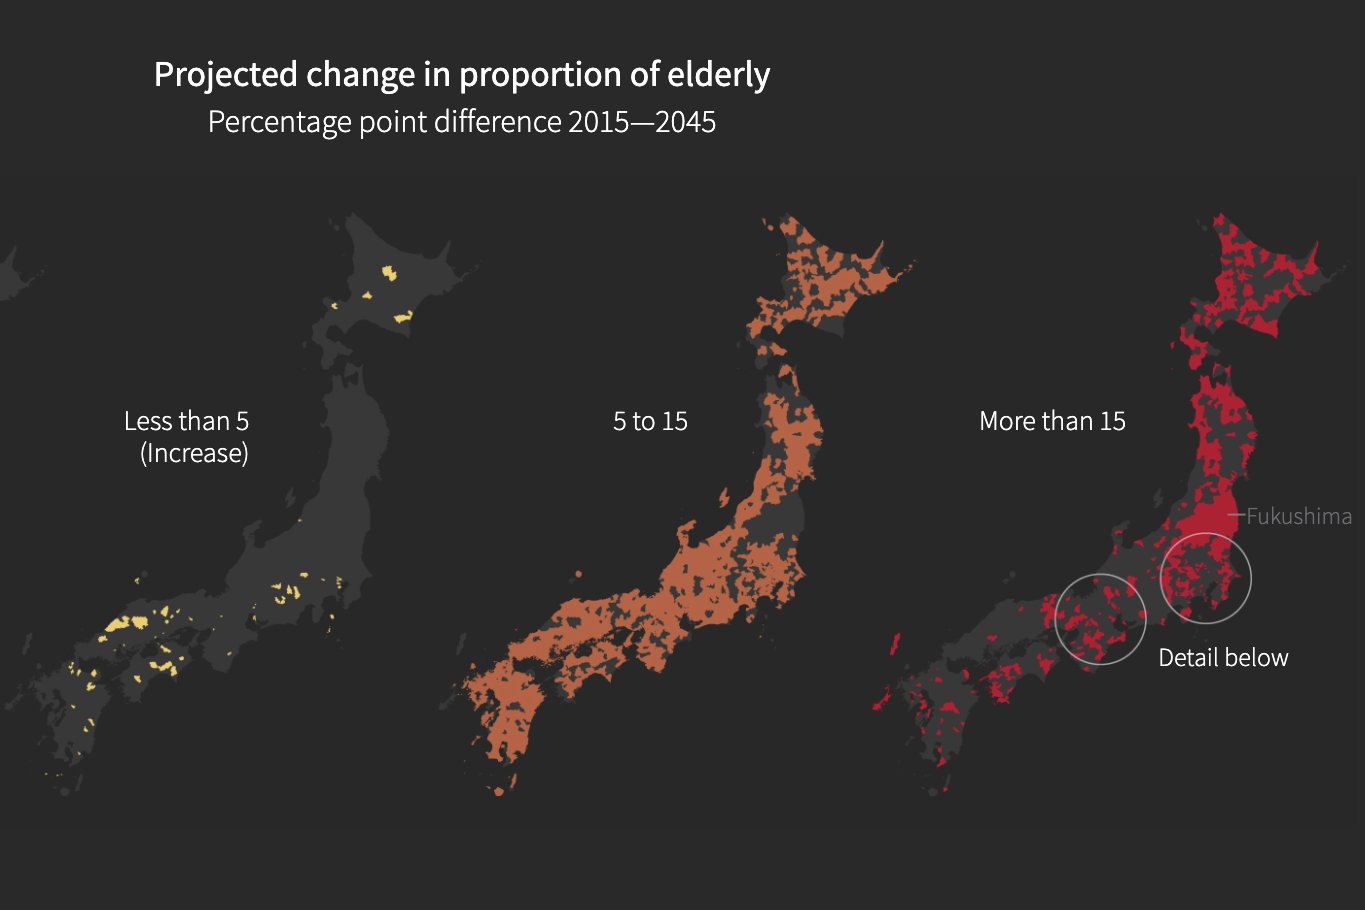 Projected change in proportion of elderly
Percentage point difference 2015—2045
Less than 5
(Increase)
5 to 15
More than 15
Fukushima
Detail below